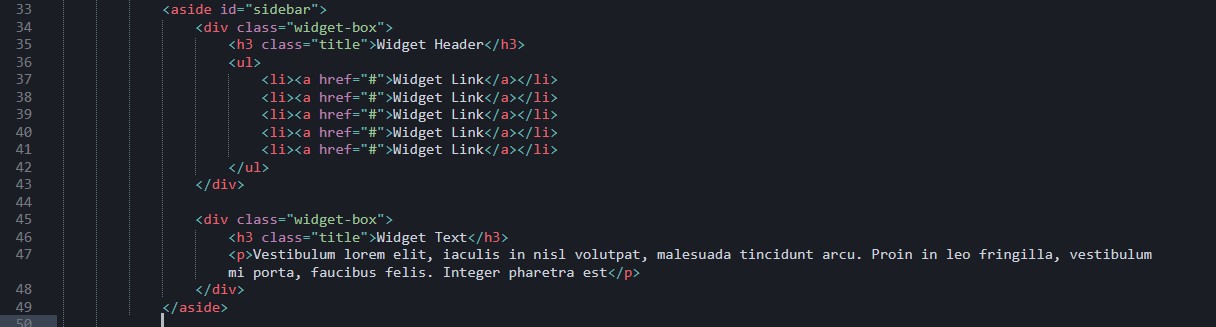 33 <aside id="sidebar">
34 <div class="widget-box">
35 <h3 class="title">Widget Header</h3>
36 <ul>
37 <li><a href="#">Widget Link</a></li>
38 <li><a href="#">Widget Link</a></li>
39 <li><a href="#">Widget Link</a></li>
40 <li><a href="#">Widget Link</a></li>
41 <li><a href="#">Widget Link</a></li>
42 </ul>
43 </div>
44
45 <div class="widget-box">
46 <h3 class="title">Widget Text</h3>
47 <p>Vestibulum lorem elit, iaculis in nisl volutpat, malesuada tincidunt arcu. Proin in leo fringilla, vestibulum
mi porta, faucibus felis. Integer pharetra est</p>
48 </div>
49 </aside>
50